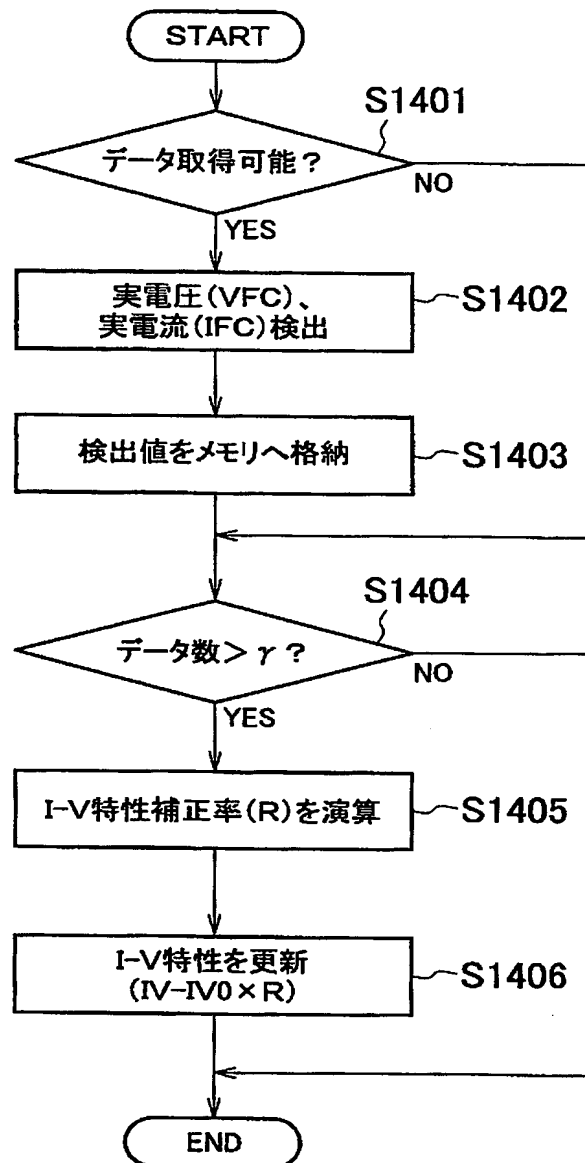 START
S1401
データ取得可能?
NO
YES
実電圧(VFC)、
実電流(IFC)検出
S1402
検出値をメモリへ格納
S1403
S1404
データ数>γ?
NO
YES
I-V特性補正率(R)を演算
S1405
I-V特性を更新
(IV-IV0×R)
S1406
END